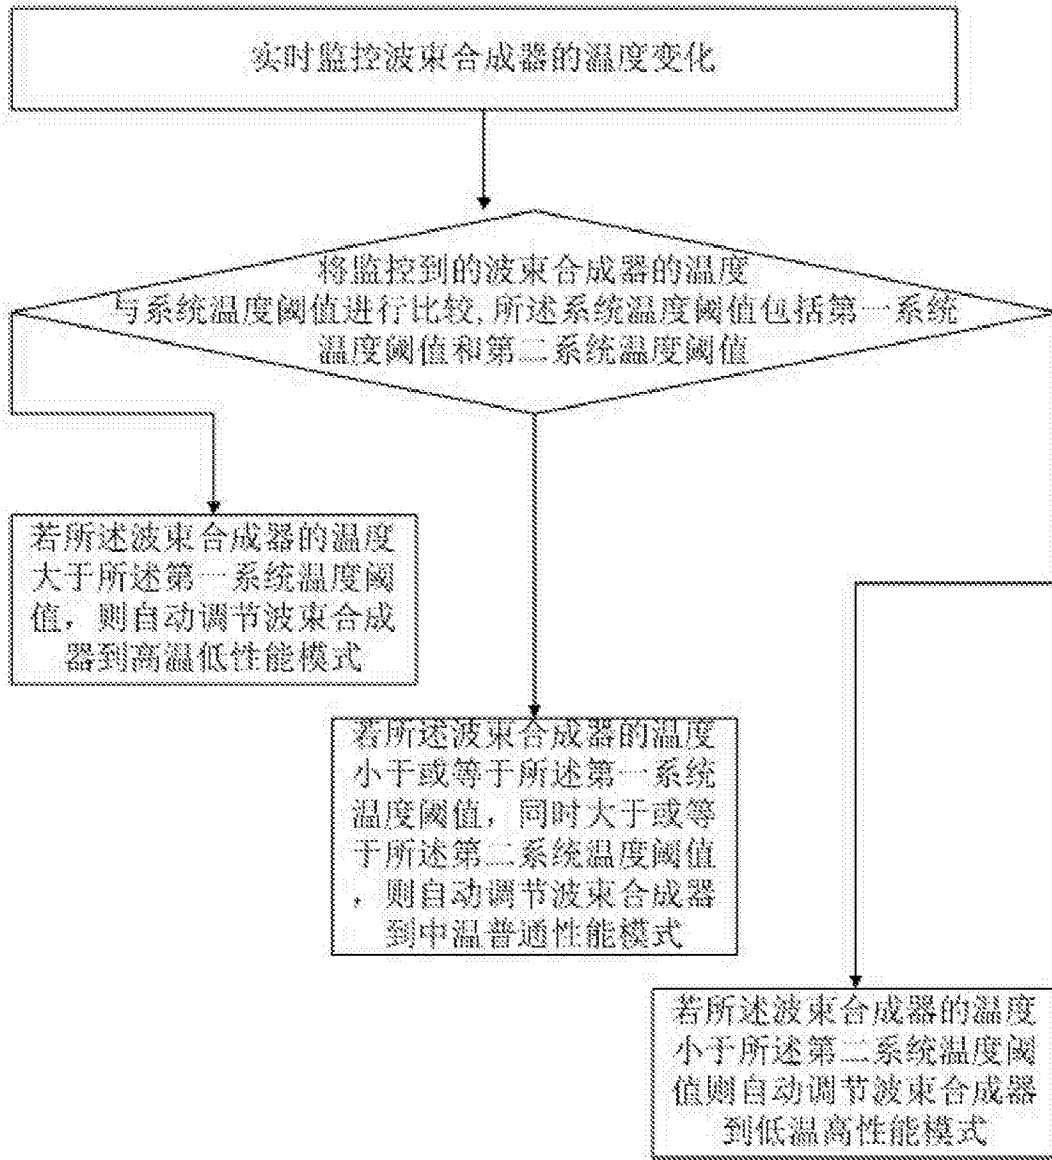 实时监控波束合成器的温度变化
将监控到的波束合成器的温度
与系统温度阈值进行比较,所述系统温度阈值包括第一系统
温度阈值和第二系统温度阈值
若所述波束合成器的温度
大于所述第一系统温度阈
值，则自动调节波束合成
器到高温低性能模式
若所述波束合成器的温度
小于或等于所述第一系统
温度阈值，同时大于或等
于所述第二系统温度阈值
，则自动调节波束合成器
到中温普通性能模式
若所述波束合成器的温度
小于所述第二系统温度阈
值则自动调节波束合成器
到低温高性能模式